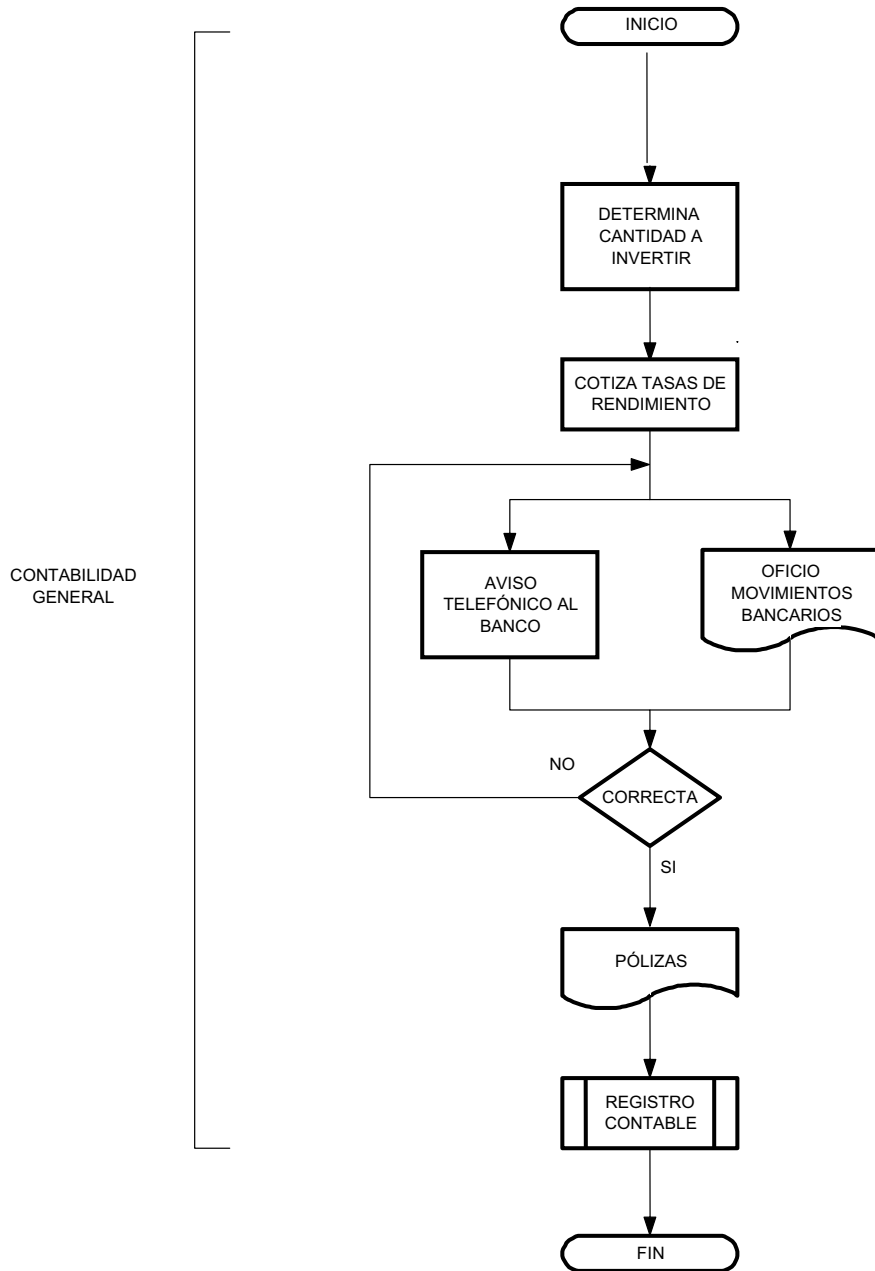 INICIO
DETERMINA
CANTIDAD A
INVERTIR
COTIZA TASAS DE
RENDIMIENTO
CONTABILIDAD
GENERAL
AVISO
TELEFÓNICO AL
BANCO
OFICIO
MOVIMIENTOS
BANCARIOS
NO
CORRECTA
SI
PÓLIZAS
REGISTRO
CONTABLE
FIN